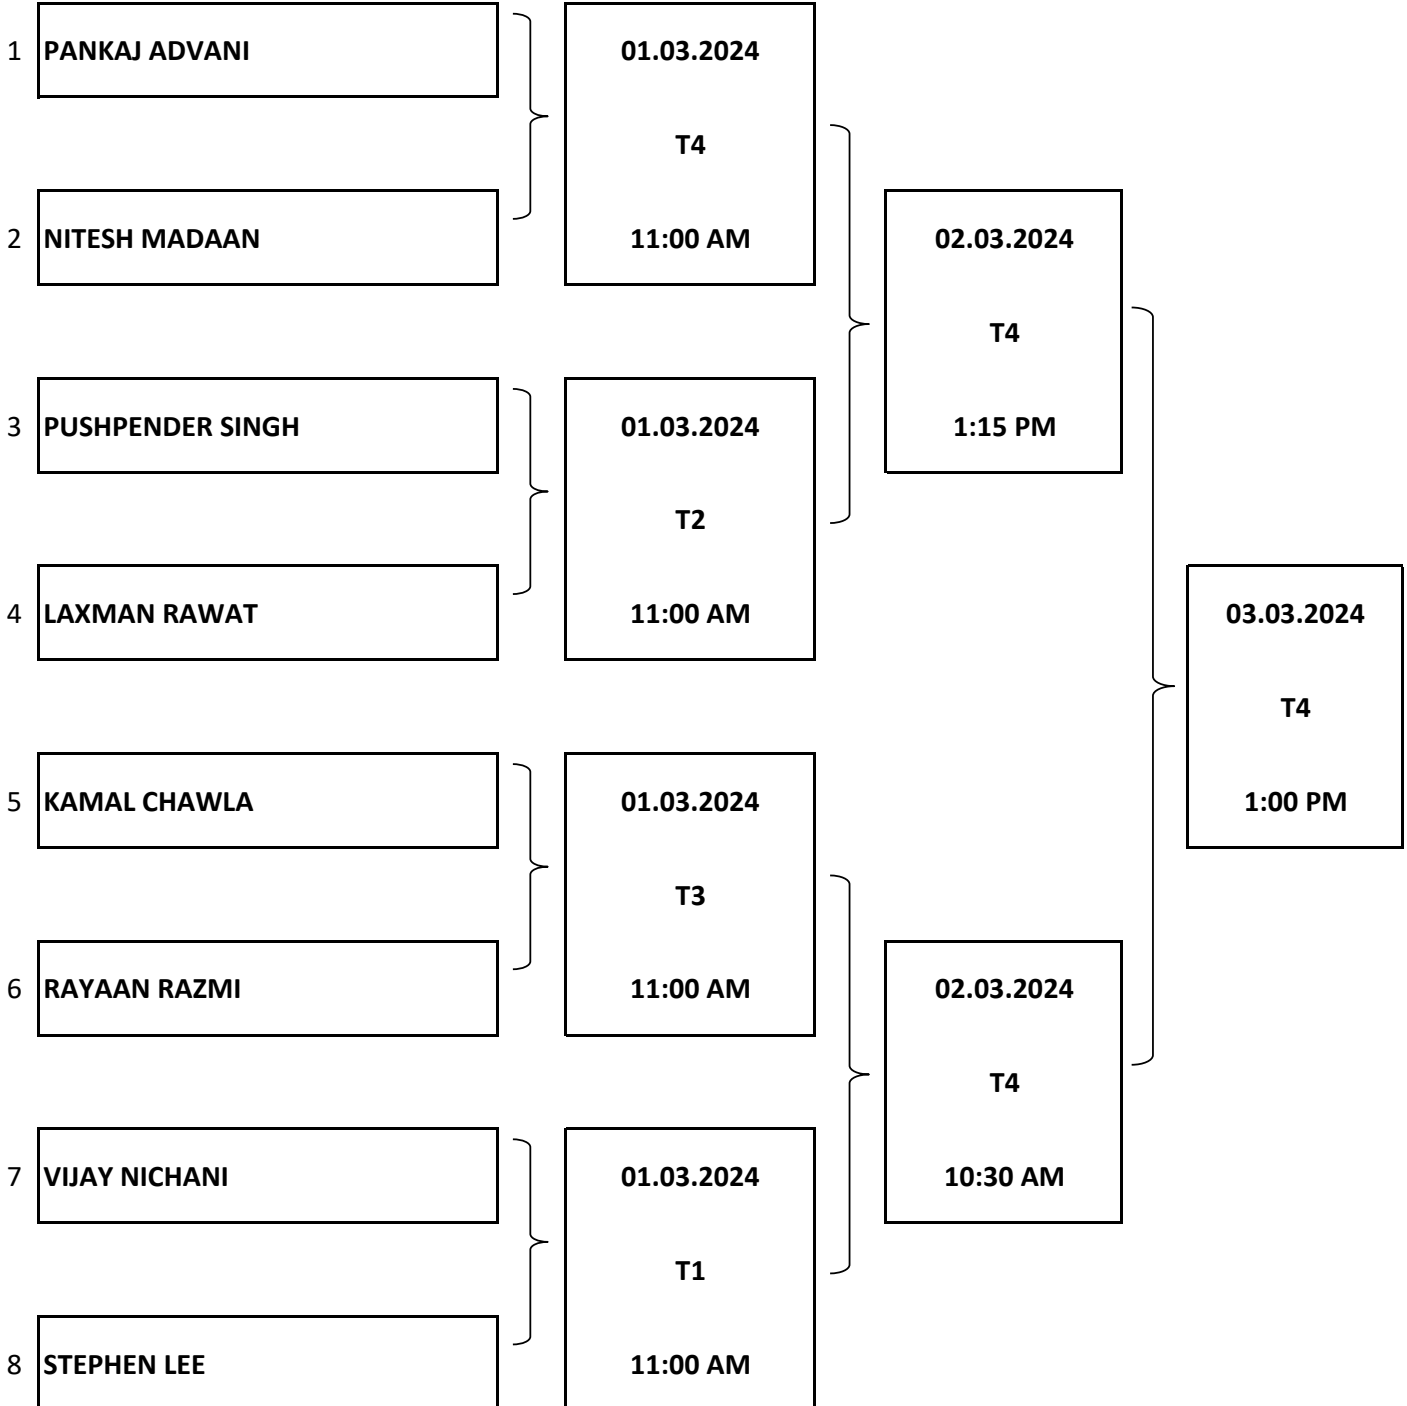 1 PANKAJ ADVANI 01.03.2024
T4
2 NITESH MADAAN 11:00 AM 02.03.2024
T4
3 PUSHPENDER SINGH 01.03.2024 1:15 PM
T2
4 LAXMAN RAWAT 11:00 AM 03.03.2024
T4
5 KAMAL CHAWLA 01.03.2024 1:00 PM
T3
6 RAYAAN RAZMI 11:00 AM 02.03.2024
T4
7 VIJAY NICHANI 01.03.2024 10:30 AM
T1
8 STEPHEN LEE 11:00 AM